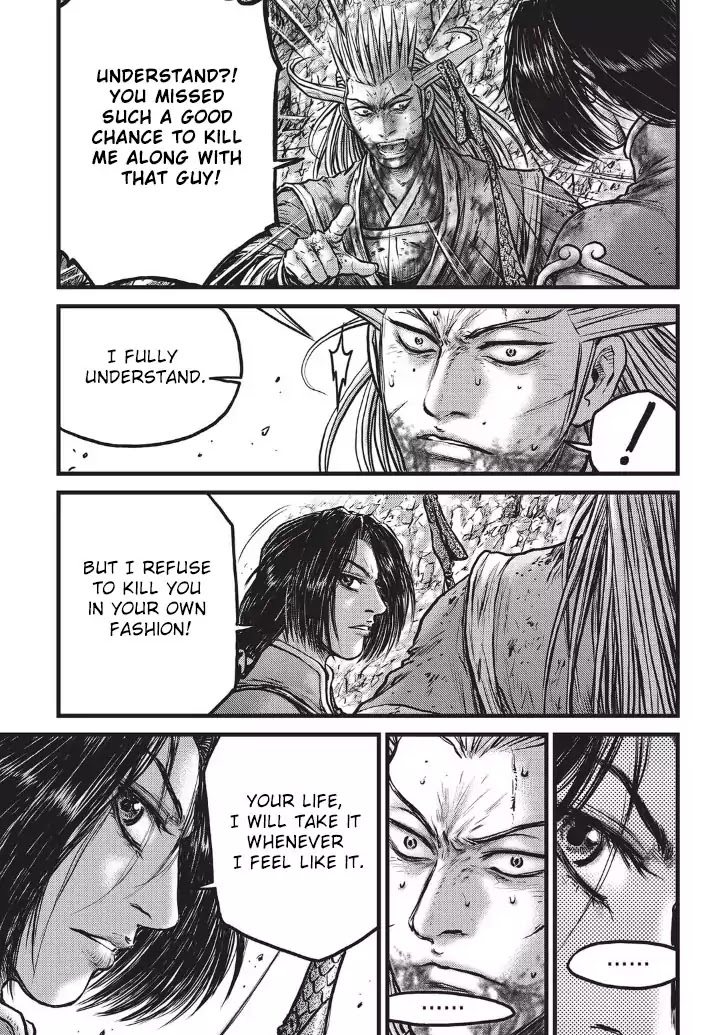 UNDERSTAND?!
YOU MISSED
SUCH A GOOD
CHANCE TO KILL
ME ALONG WITH
THAT GUY!
I FULLY
UNDERSTAND.
!
BUT I REFUSE
TO KILL YOU
IN YOUR OWN
FASHION!
YOUR LIFE,
I WILL TAKE IT
WHENEVER
I FEEL LIKE IT.
......
......